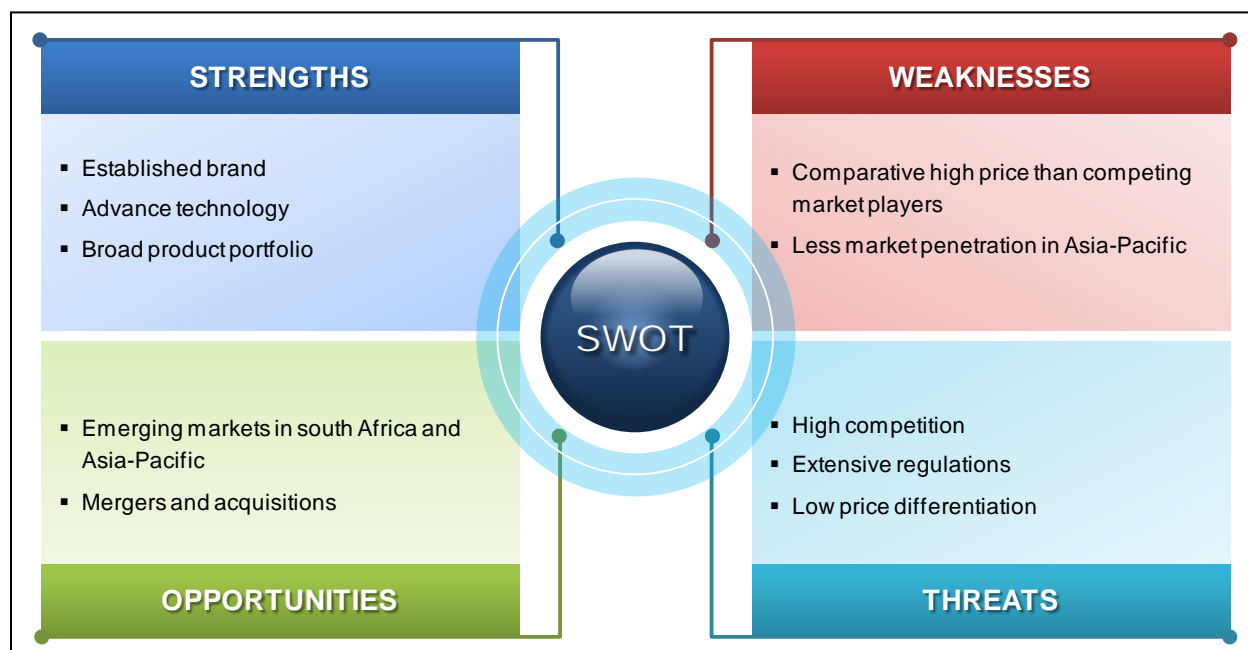 STRENGTHS
▪ Established brand
▪ Advance technology
▪ Broad product portfolio
WEAKNESSES
▪ Comparative high price than competing
market players
▪ Less market penetration in Asia-Pacific
SWOT
▪ Emerging markets in south Africa and
Asia-Pacific
▪ Mergers and acquisitions
OPPORTUNITIES
▪ High competition
▪ Extensive regulations
▪ Low price differentiation
THREATS